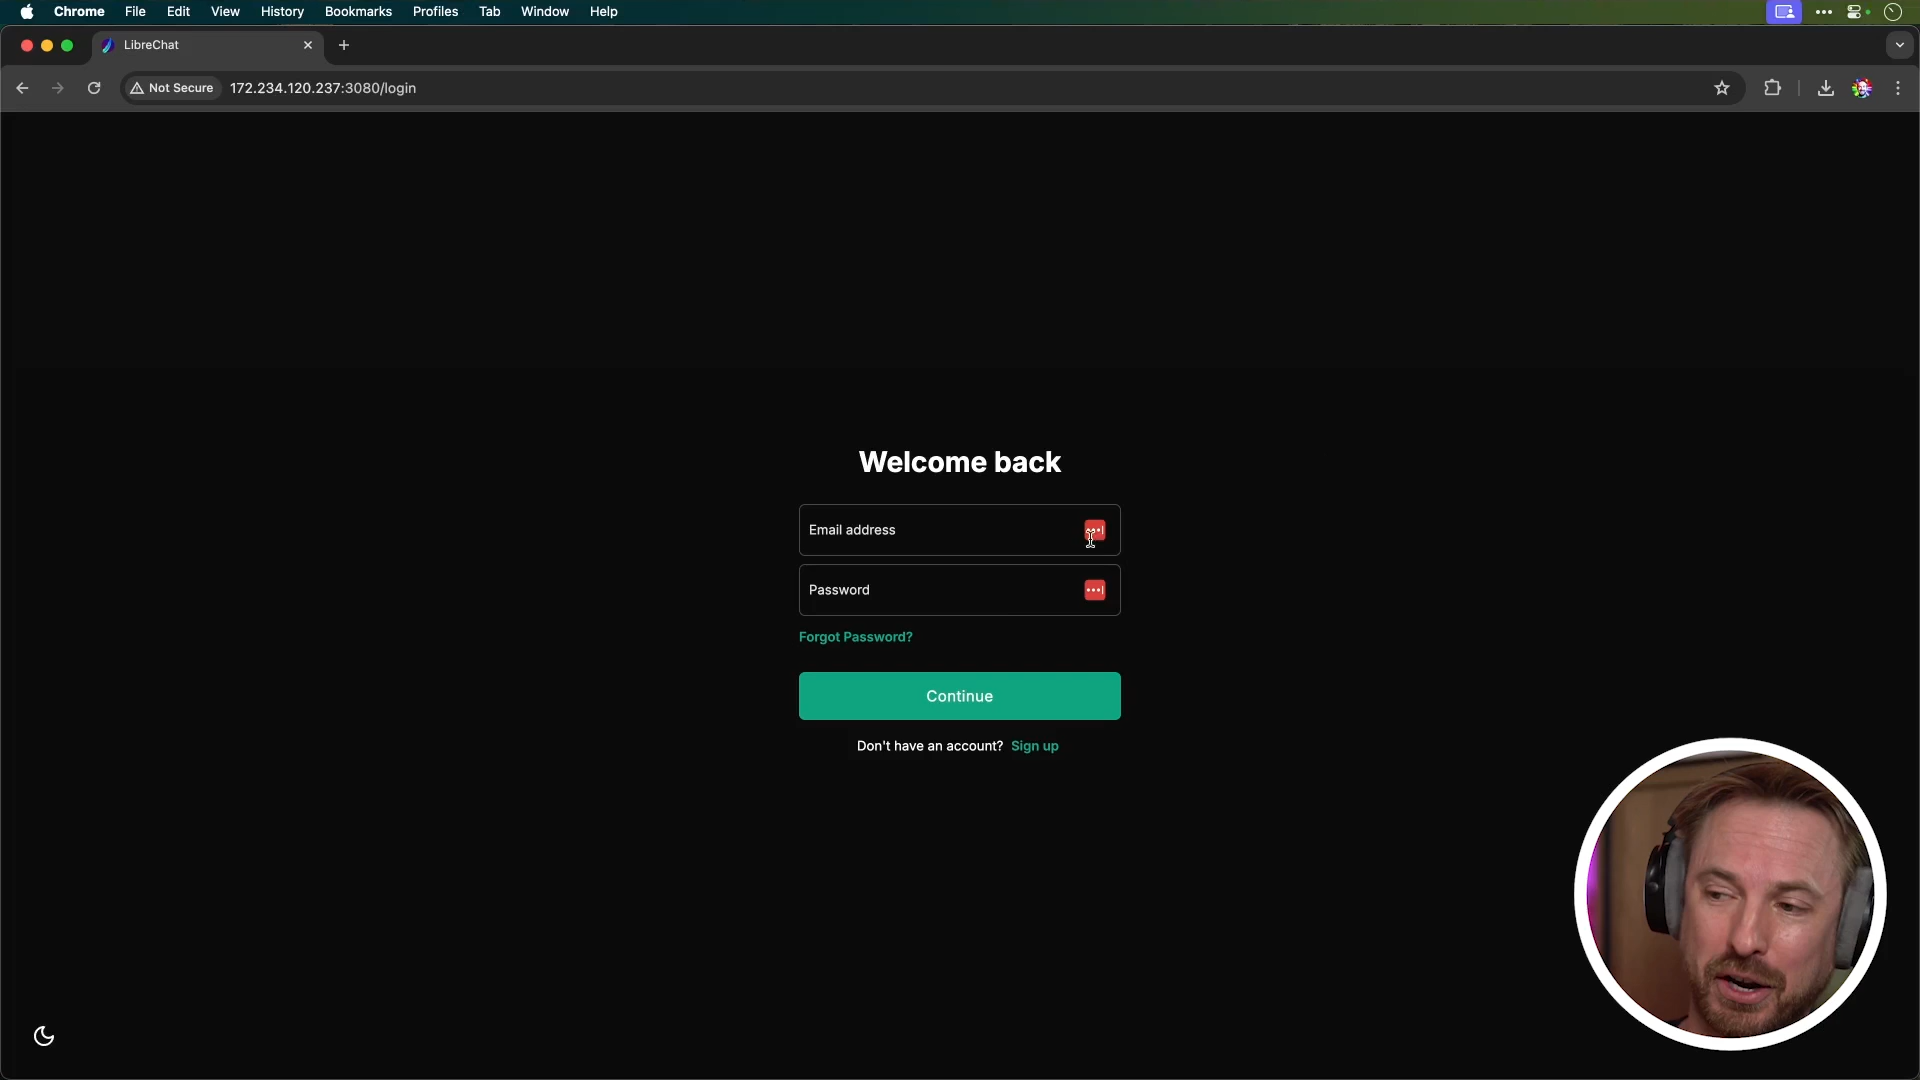 Chrome File Edit View History Bookmarks Profiles Tab Window Help
LibreChat
Not Secure 172.234.120.237:3080/login
Welcome back
Email address
Password
Forgot Password?
Continue
Don't have an account? Sign up